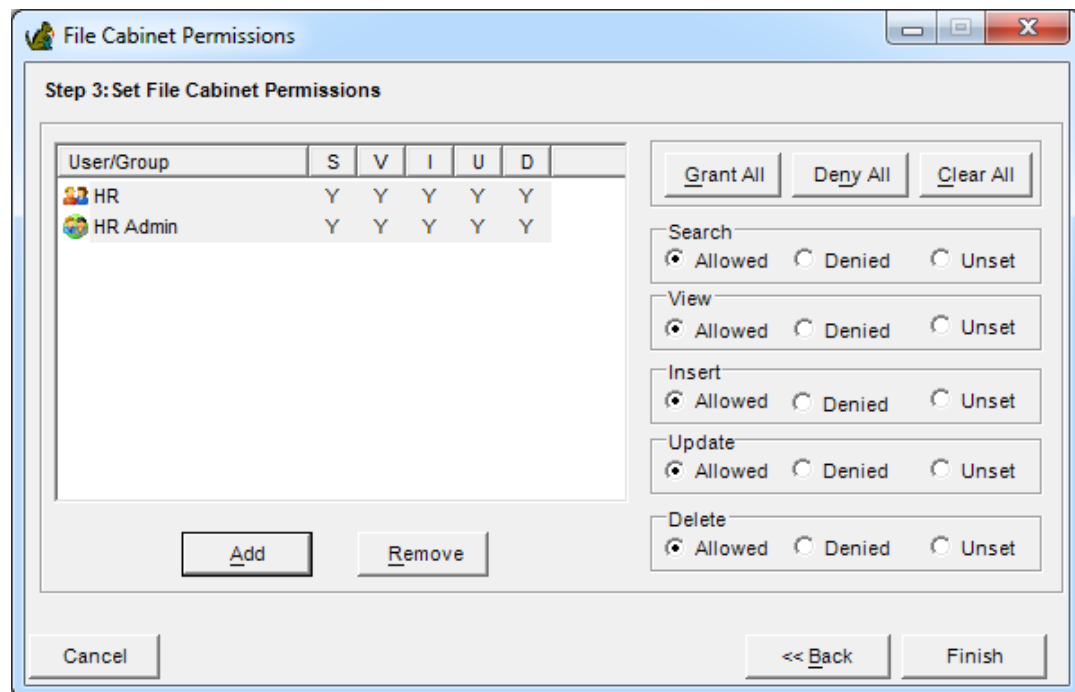 File Cabinet Permissions
Step 3: Set File Cabinet Permissions
User/Group S V I U D
HR Y Y Y Y Y
HR Admin Y Y Y Y Y
Add Remove
Grant All Deny All Clear All
Search
Allowed Denied Unset
View
Allowed Denied Unset
Insert
Allowed Denied Unset
Update
Allowed Denied Unset
Delete
Allowed Denied Unset
Cancel << Back Finish